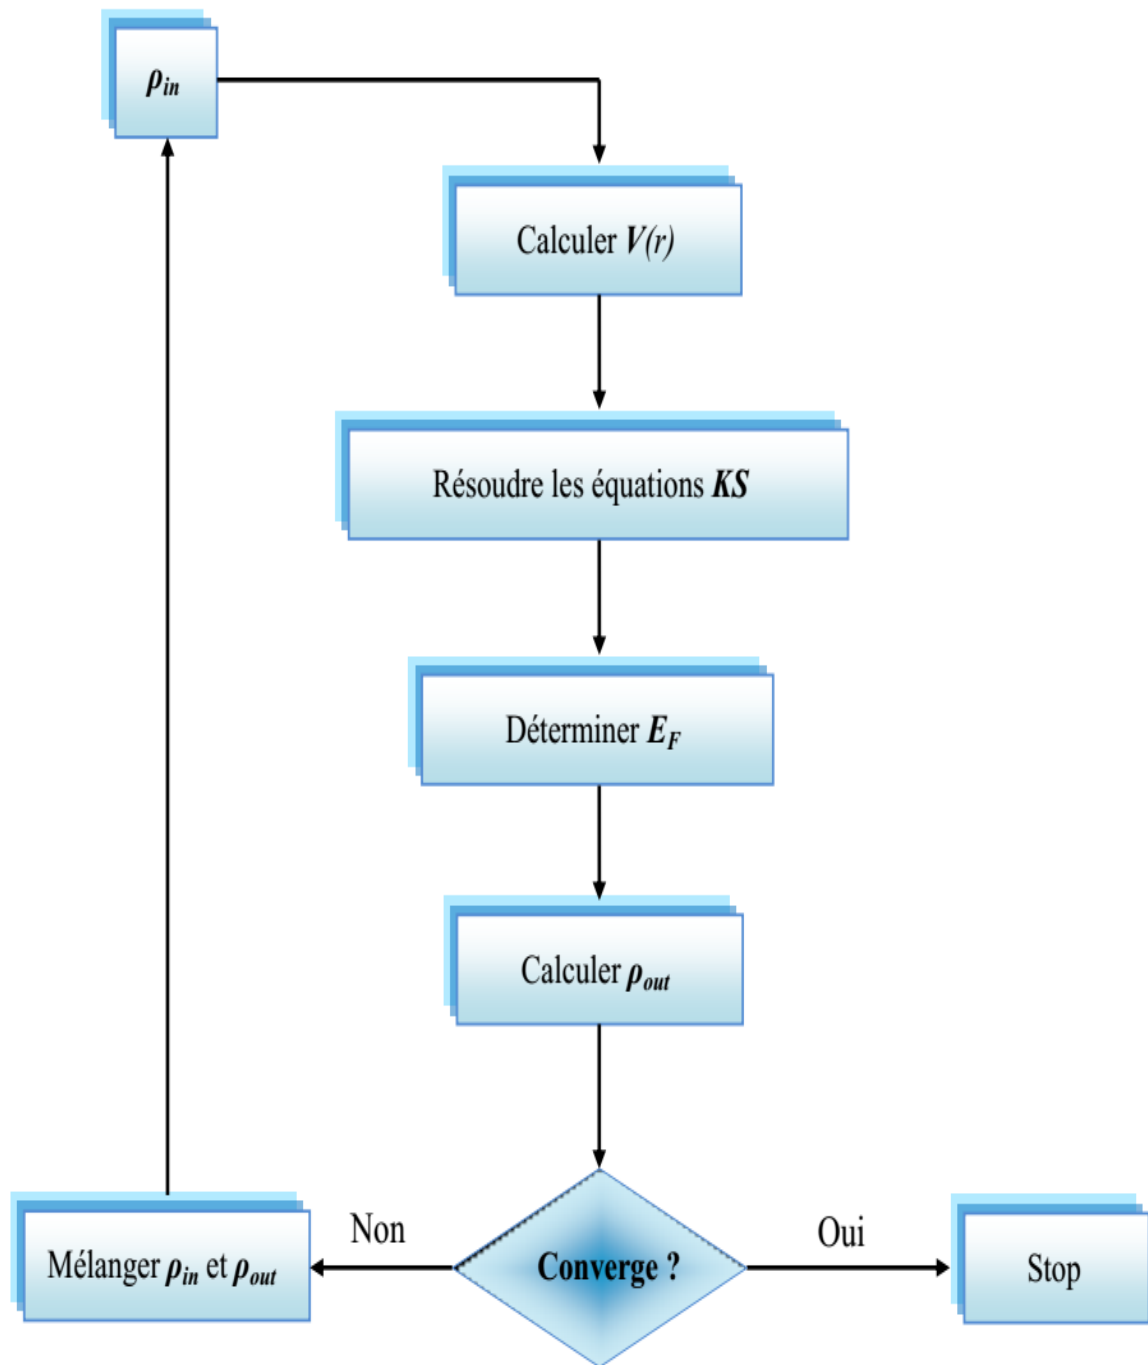 ρin
Calculer V(r)
Résoudre les équations KS
Déterminer EF
Calculer ρout
Non
Oui
Mélanger ρin et ρout
Converge ?
Stop